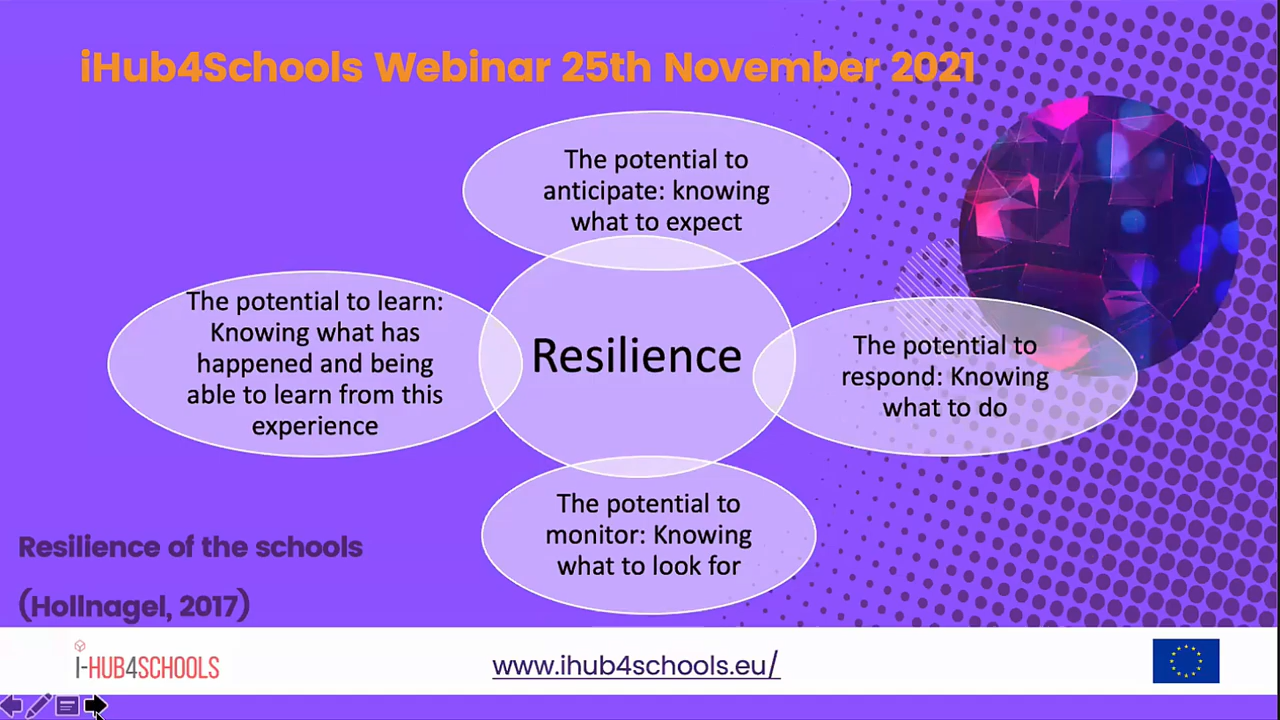 iHub4Schools Webinar 25th November 2021
The potential to
anticipate: knowing
what to expect
The potential to learn:
Knowing what has
happened and being
able to learn from this
experience
Resilience
The potential to
respond: Knowing
what to do
The potential to
monitor: Knowing
what to look for
Resilience of the schools
(Hollnagel, 2017)
I-HUB4SCHOOLS
www.ihub4schools.eu/